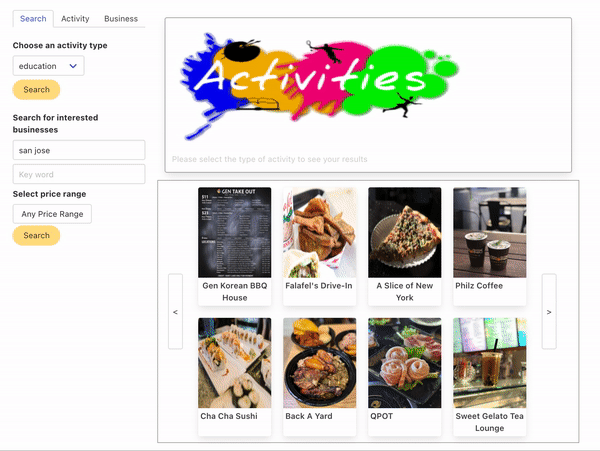 Search Activity Business
Choose an activity type
education
Search
Search for interested
businesses
san jose
Key word
Select price range
Any Price Range
Search
Activities
Please select the type of activity to see your results
GEN TAKE OUT
<
>
Gen Korean BBQ
House
Falafel's Drive-In
A Slice of New
York
Philz Coffee
Cha Cha Sushi
Back A Yard
QPOT
Sweet Gelato Tea
Lounge